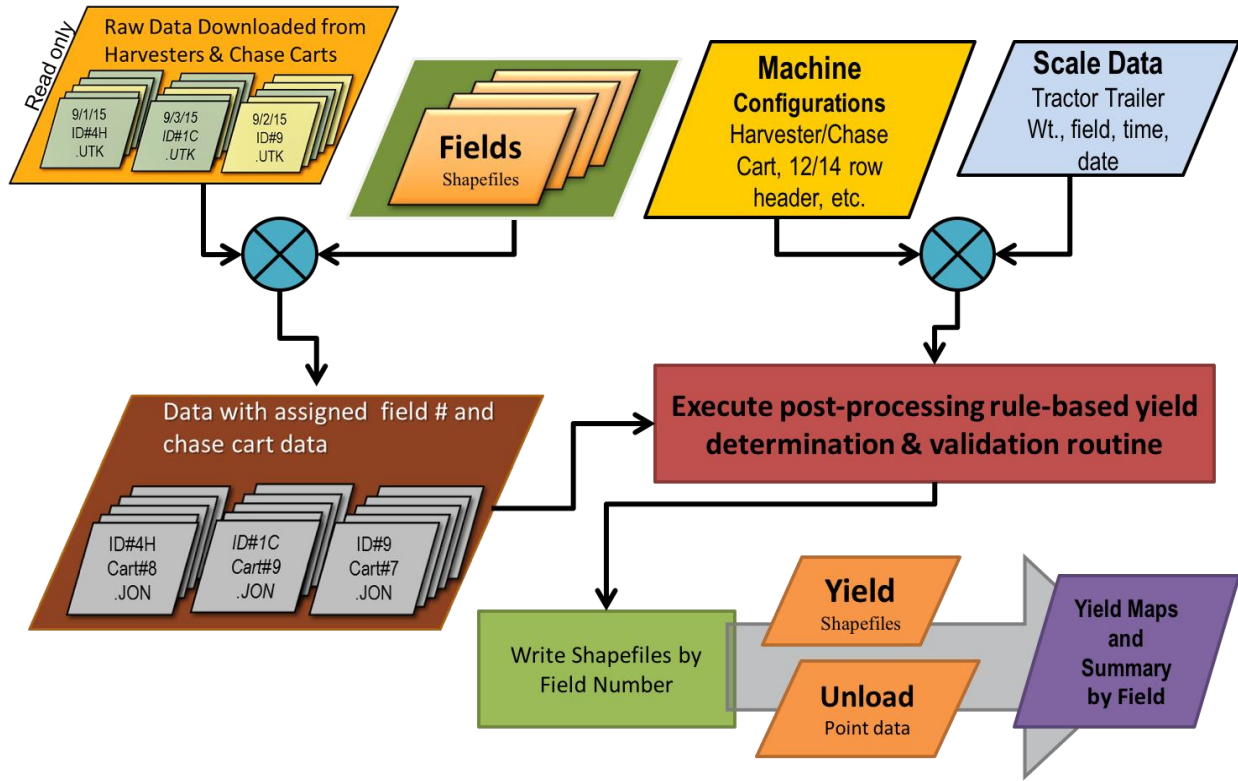 Read only
Raw Data Downloaded from
Harvesters & Chase Carts
9/1/15
ID#4H
.UTK
9/3/15
ID#1C
.UTK
9/2/15
ID#9
.UTK
Fields
Shapefiles
Machine
Configurations
Harvester/Chase
Cart, 12/14 row
header, etc.
Scale Data
Tractor Trailer
Wt., field, time,
date
Data with assigned field # and
chase cart data
ID#4H
Cart#8
.JON
ID#1C
Cart#9
.JON
ID#9
Cart#7
.JON
Execute post-processing rule-based yield
determination & validation routine
Write Shapefiles by
Field Number
Yield
Shapefiles
Unload
Point data
Yield Maps
and
Summary
by Field